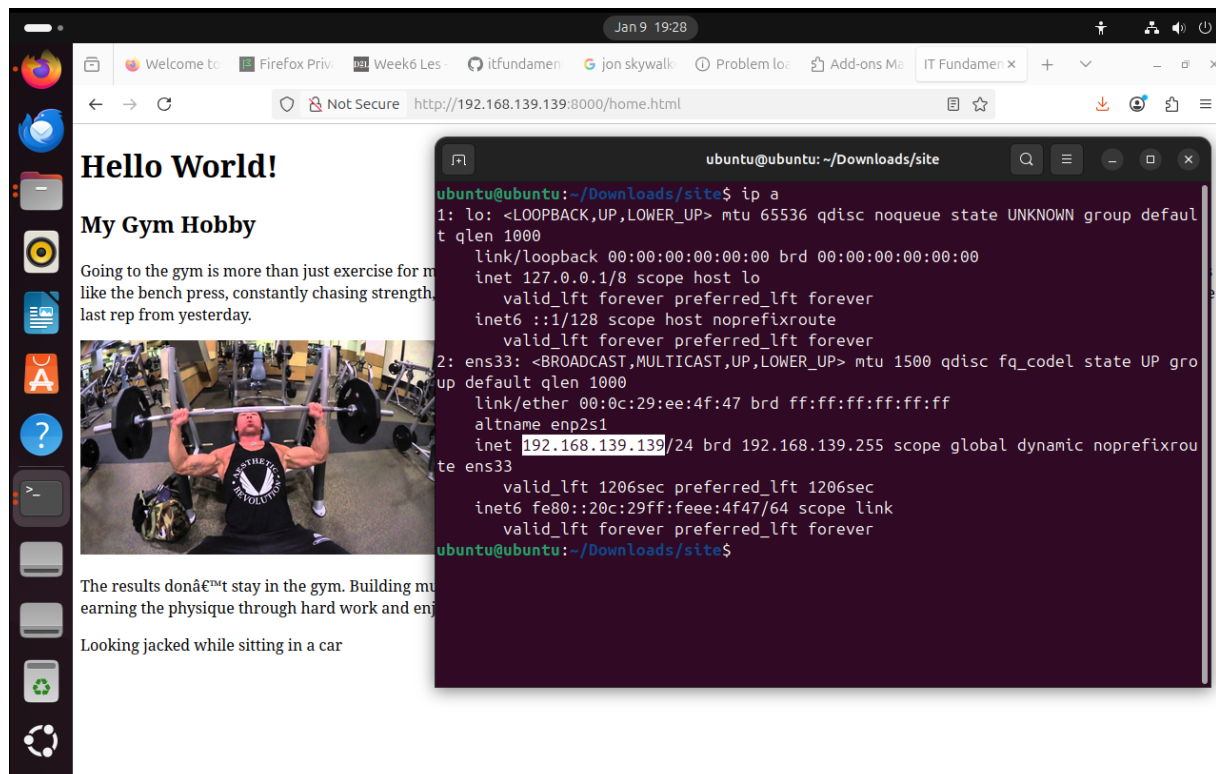 Jan 9 19:28
Welcome to
Firefox Priv
Week6 Les -
itfundamen
jon skywalk
Problem loa
Add-ons Ma
IT Fundamen
Not Secure http://192.168.139.139:8000/home.html
Hello World!
My Gym Hobby
Going to the gym is more than just exercise for m
like the bench press, constantly chasing strength,
last rep from yesterday.
AESTHETIC
REVOLUTION
The results donâ€™t stay in the gym. Building mu
earning the physique through hard work and enj
Looking jacked while sitting in a car
ubuntu@ubuntu: ~/Downloads/site
ubuntu@ubuntu:~/Downloads/site$ ip a
1: lo: <LOOPBACK,UP,LOWER_UP> mtu 65536 qdisc noqueue state UNKNOWN group defaul
t qlen 1000
link/loopback 00:00:00:00:00:00 brd 00:00:00:00:00:00
inet 127.0.0.1/8 scope host lo
valid_lft forever preferred_lft forever
inet6 ::1/128 scope host noprefixroute
valid_lft forever preferred_lft forever
2: ens33: <BROADCAST,MULTICAST,UP,LOWER_UP> mtu 1500 qdisc fq_codel state UP gro
up default qlen 1000
link/ether 00:0c:29:ee:4f:47 brd ff:ff:ff:ff:ff:ff
altname enp2s1
inet 192.168.139.139/24 brd 192.168.139.255 scope global dynamic noprefixrou
te ens33
valid_lft 1206sec preferred_lft 1206sec
inet6 fe80::20c:29ff:feee:4f47/64 scope link
valid_lft forever preferred_lft forever
ubuntu@ubuntu:~/Downloads/site$